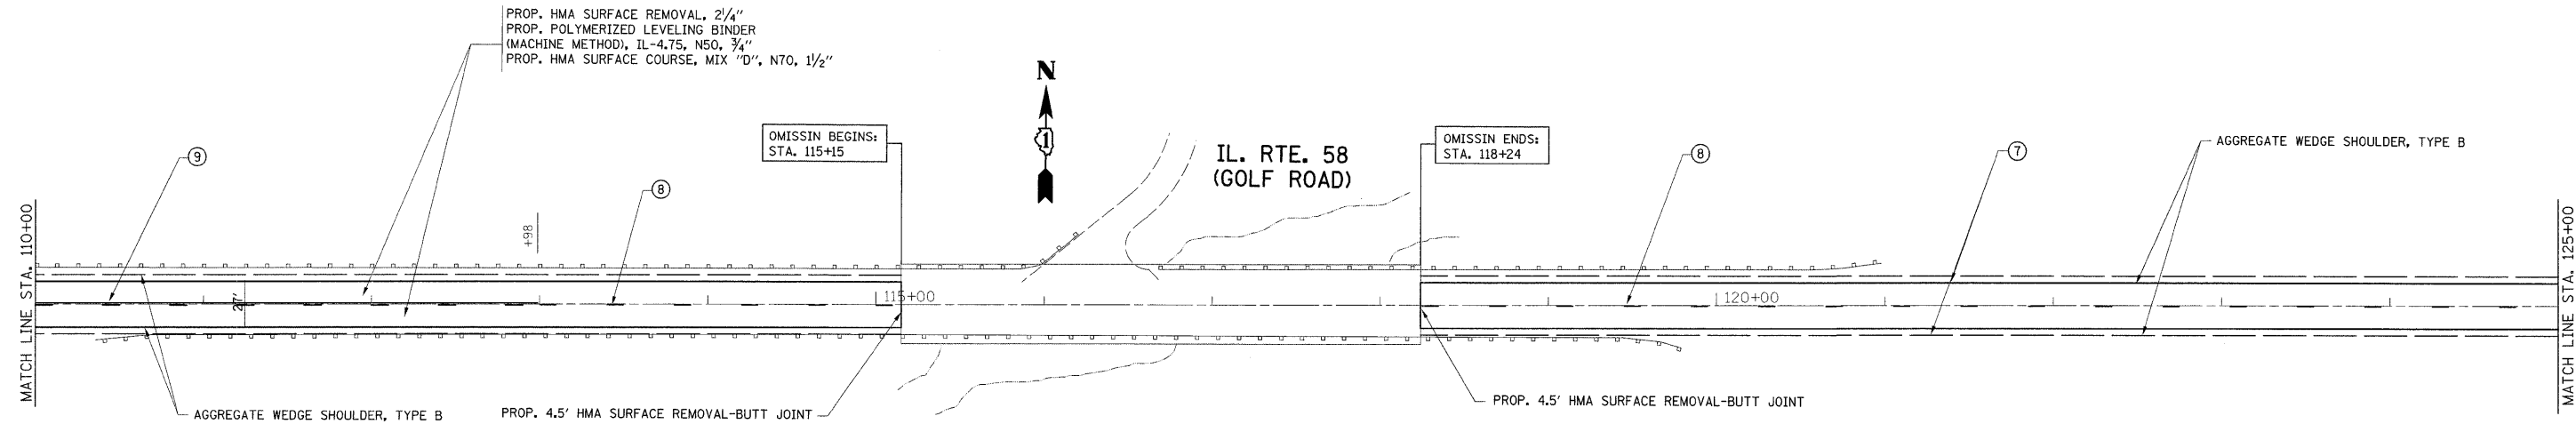 PROP. HMA SURFACE REMOVAL, 2 1/4"
PROP. POLYMERIZED LEVELING BINDER
(MACHINE METHOD), IL-4.75, N50, 3/4"
PROP. HMA SURFACE COURSE, MIX "D", N70, 1 1/2"
N
1
OMISSIN BEGINS:
STA. 115+15
IL. RTE. 58
(GOLF ROAD)
OMISSIN ENDS:
STA. 118+24
AGGREGATE WEDGE SHOULDER, TYPE B
9
8
8
7
+98
MATCH LINE STA. 110+00
27'
115+00
120+00
MATCH LINE STA. 125+00
AGGREGATE WEDGE SHOULDER, TYPE B
PROP. 4.5' HMA SURFACE REMOVAL-BUTT JOINT
PROP. 4.5' HMA SURFACE REMOVAL-BUTT JOINT